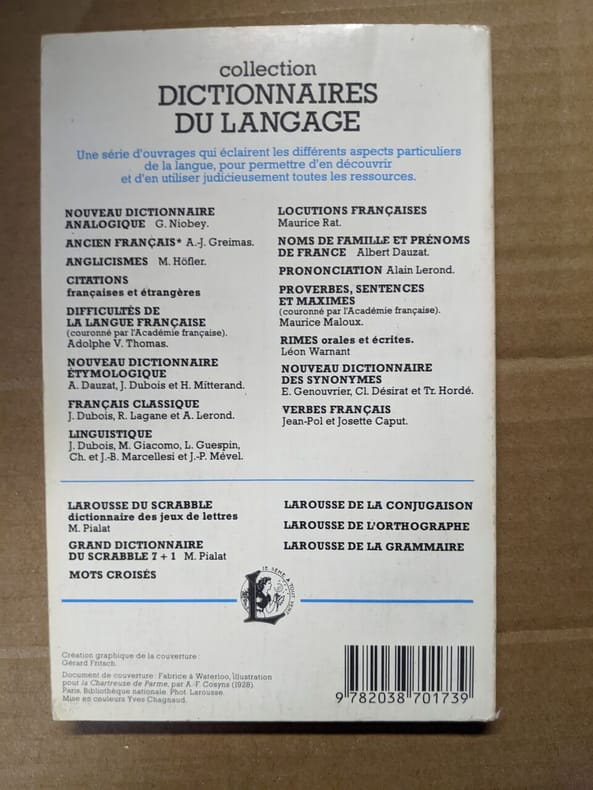 collection
DICTIONNAIRES
DU LANGAGE
Une série d'ouvrages qui éclairent les différents aspects particuliers
de la langue, pour permettre d'en découvrir
et d'en utiliser judicieusement toutes les ressources.
NOUVEAU DICTIONNAIRE
ANALOGIQUE G. Niobey.
ANCIEN FRANÇAIS* A.-J. Greimas.
ANGLICISMES M. Höfler.
CITATIONS
françaises et étrangères
DIFFICULTÉS DE
LA LANGUE FRANÇAISE
(couronné par l'Académie française).
Adolphe V. Thomas.
NOUVEAU DICTIONNAIRE
ÉTYMOLOGIQUE
A. Dauzat, J. Dubois et H. Mitterand.
FRANÇAIS CLASSIQUE
J. Dubois, R. Lagane et A. Lerond.
LINGUISTIQUE
J. Dubois, M. Giacomo, L. Guespin,
Ch. et J.-B. Marcellesi et J.-P. Mével.
LOCUTIONS FRANÇAISES
Maurice Rat.
NOMS DE FAMILLE ET PRÉNOMS
DE FRANCE Albert Dauzat.
PRONONCIATION Alain Lerond.
PROVERBES, SENTENCES
ET MAXIMES
(couronné par l'Académie française).
Maurice Maloux.
RIMES orales et écrites.
Léon Warnant
NOUVEAU DICTIONNAIRE
DES SYNONYMES
E. Genouvrier, Cl. Désirat et Tr. Hordé.
VERBES FRANÇAIS
Jean-Pol et Josette Caput.
LAROUSSE DU SCRABBLE
dictionnaire des jeux de lettres
M. Pialat
GRAND DICTIONNAIRE
DU SCRABBLE 7 + 1 M. Pialat
MOTS CROISÉS
LAROUSSE DE LA CONJUGAISON
LAROUSSE DE L'ORTHOGRAPHE
LAROUSSE DE LA GRAMMAIRE
JE SÈME À TOUT VENT
L
Création graphique de la couverture :
Gérard Fritsch.
Document de couverture : Fabrice à Waterloo, illustration
pour la Chartreuse de Parme, par A.-F. Cosyns (1928).
Paris, Bibliothèque nationale. Phot. Larousse.
Mise en couleurs Yves Chagnaud.
9 782038 701739